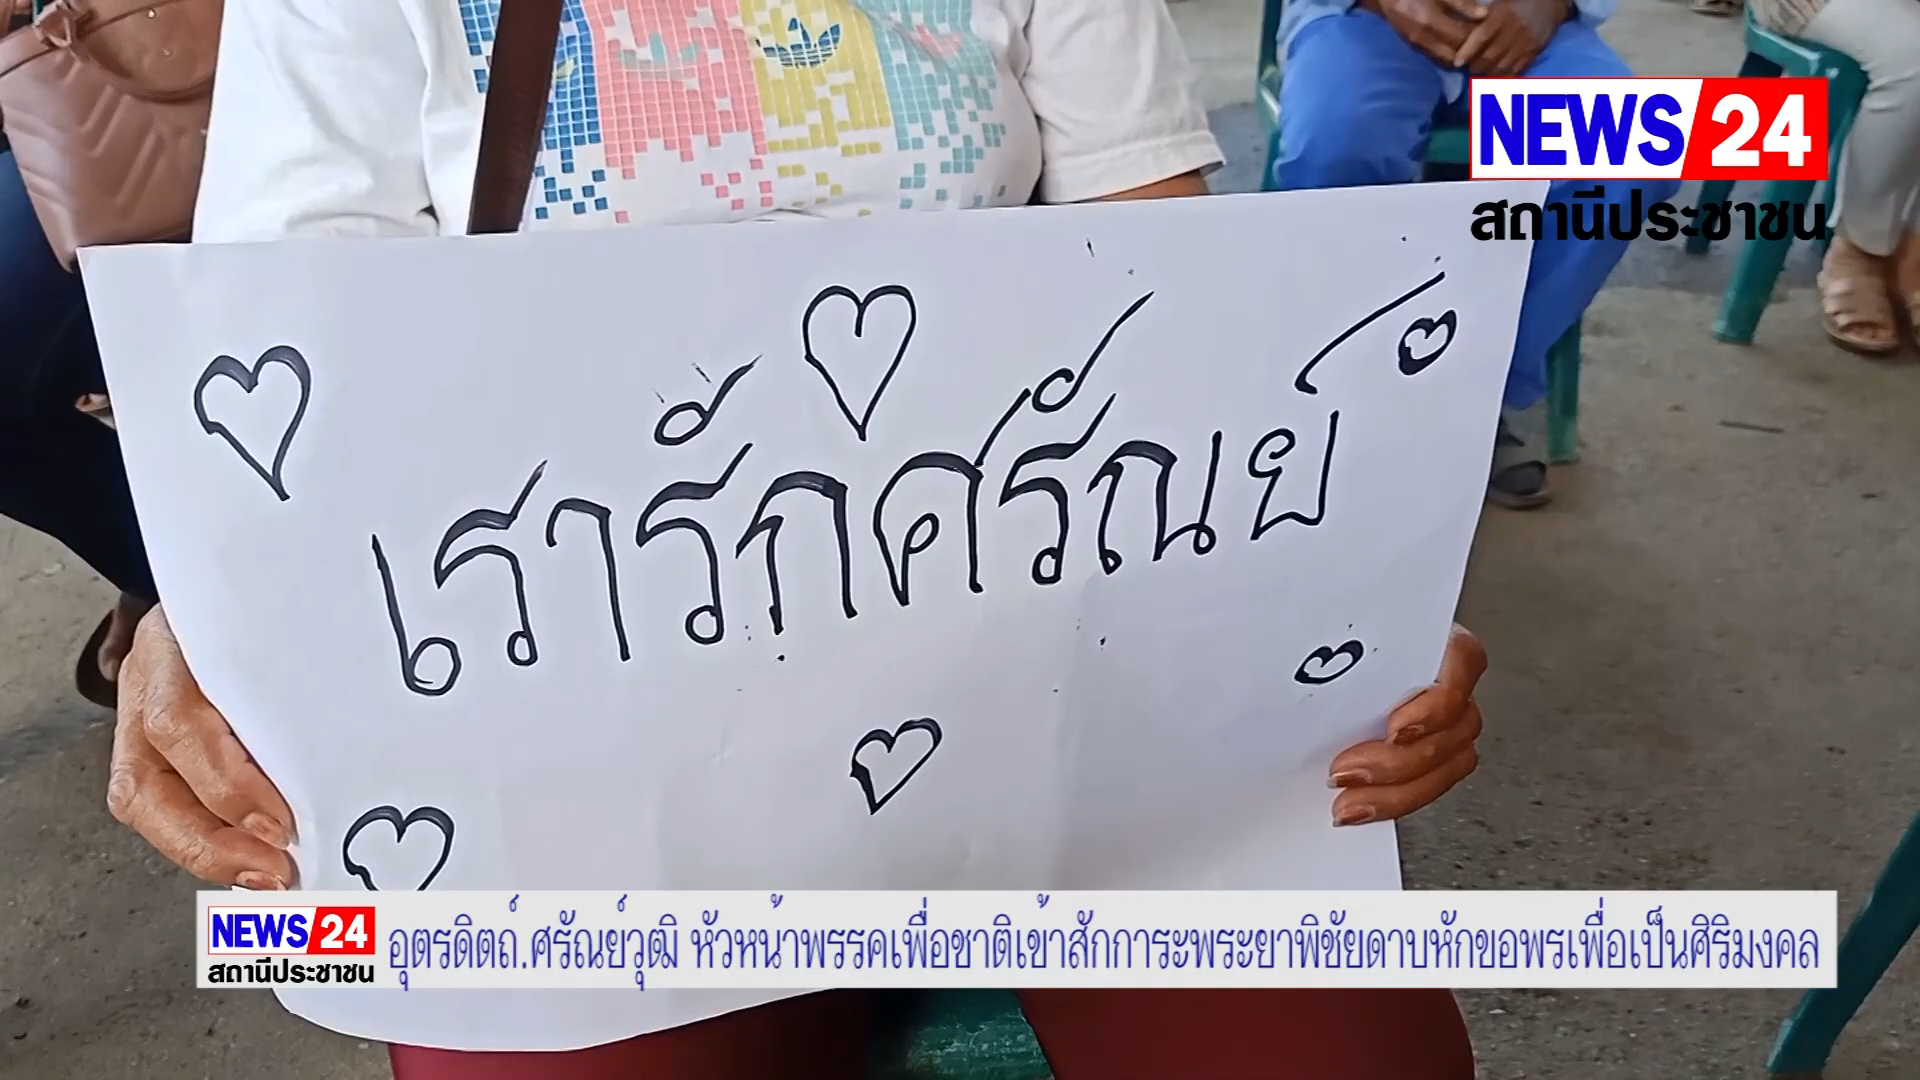 NEWS 24
สถานีประชาชน
เรารักศรัณย์
NEWS 24
สถานีประชาชน
อุตรดิตถ์.ศรัณย์วุฒิ หัวหน้าพรรคเพื่อชาติเข้าสักการะพระยาพิชัยดาบหักขอพรเพื่อเป็นศิริมงคล